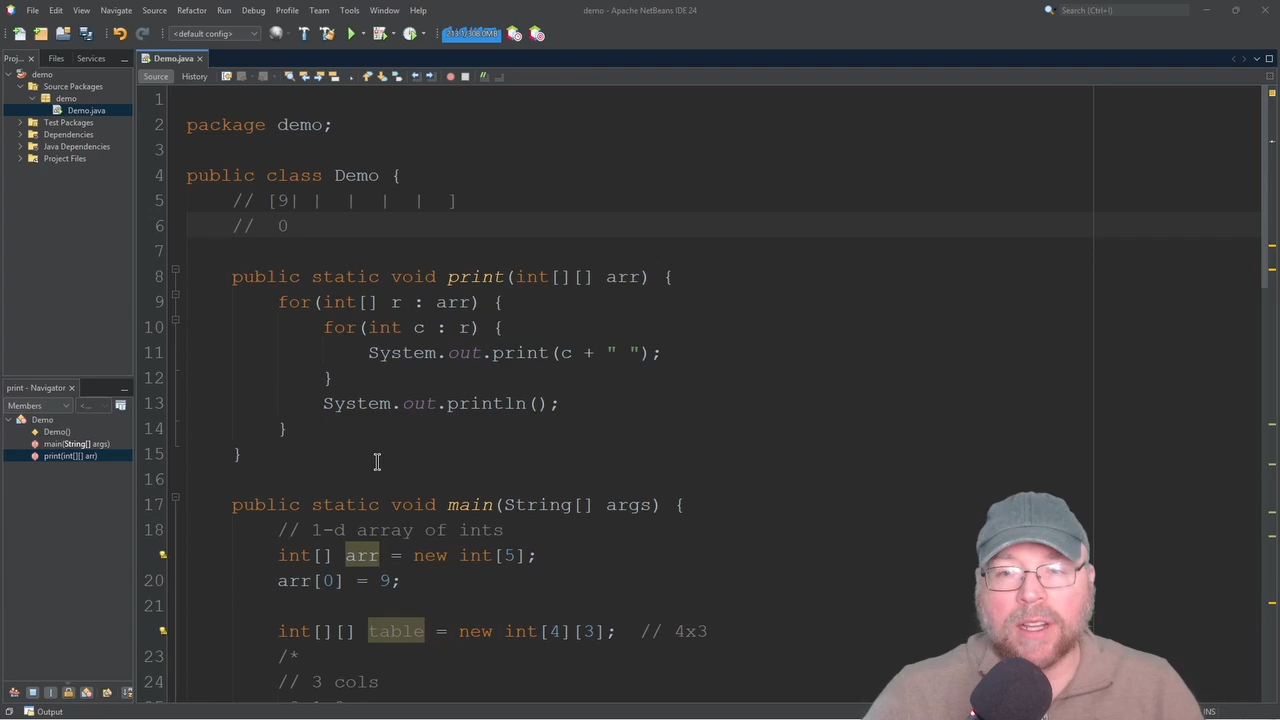 File Edit View Navigate Source Refactor Run Debug Profile Team Tools Window Help
demo - Apache NetBeans IDE 24
Search (Ctrl+I)
<default config>
213.1/308.0MB
Proj... Files Services
Demo.java
Source History
demo
Source Packages
demo
Demo.java
Test Packages
Dependencies
Java Dependencies
Project Files
print - Navigator
Members
<...
Demo
Demo()
main(String[] args)
print(int[][] arr)
1
2 package demo;
3
4 public class Demo {
5 // [9| | | | | ]
6 // 0
7
8 public static void print(int[][] arr) {
9 for(int[] r : arr) {
10 for(int c : r) {
11 System.out.print(c + " ");
12 }
13 System.out.println();
14 }
15 }
16
17 public static void main(String[] args) {
18 // 1-d array of ints
int[] arr = new int[5];
20 arr[0] = 9;
21
int[][] table = new int[4][3]; // 4x3
23 /*
24 // 3 cols
Output
INS